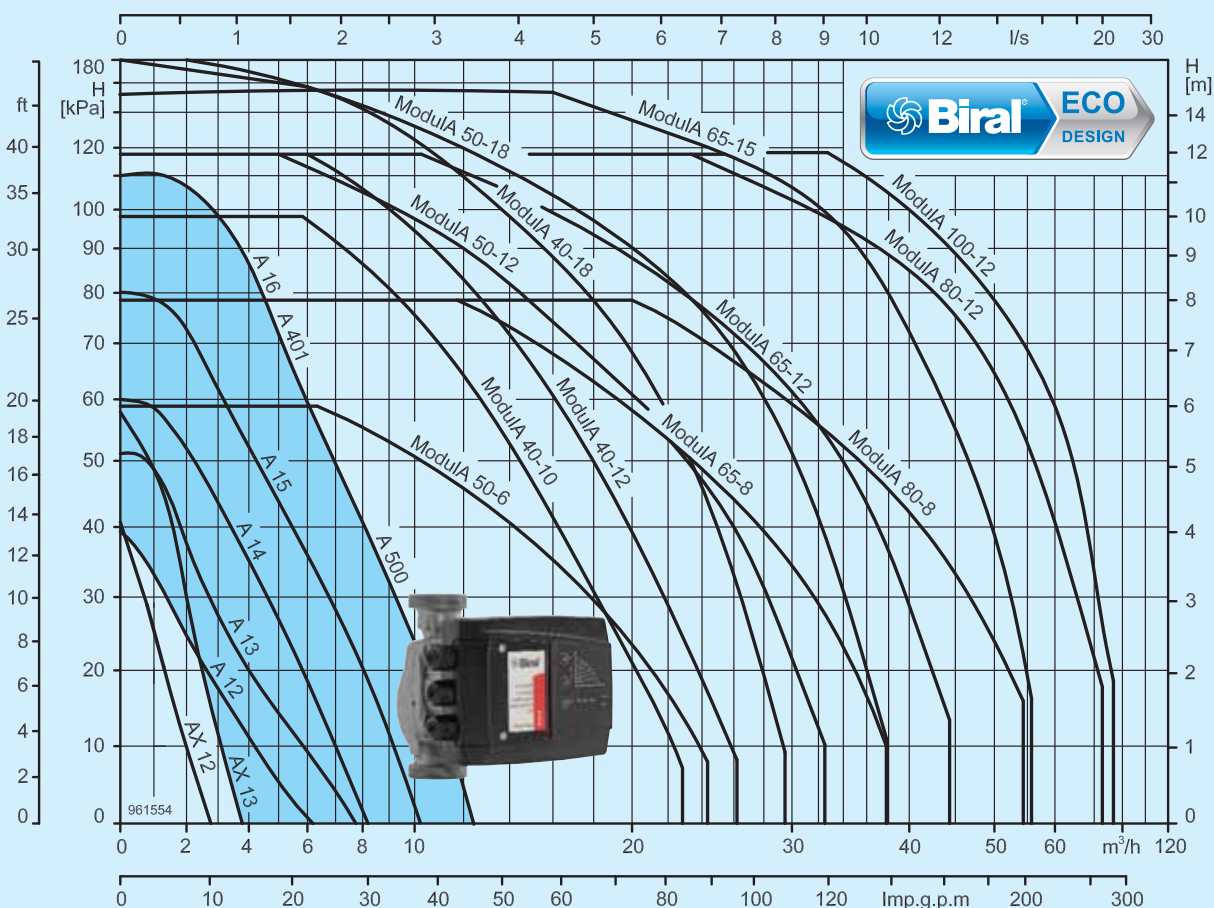 0 1 2 3 4 5 6 7 8 9 10 12 l/s 20 30
ft
40
35
30
25
20
18
16
14
12
10
8
6
4
2
0
180
H
[kPa]
120
100
90
80
70
60
50
40
30
20
10
0
H
[m]
14
12
10
9
8
7
6
5
4
3
2
1
0
Biral®
ECO
DESIGN
ModulA 50-18
ModulA 65-15
ModulA 50-12
ModulA 40-18
ModulA 100-12
ModulA 80-12
ModulA 65-12
A 16
A 401
ModulA 40-10
ModulA 40-12
ModulA 65-8
ModulA 80-8
ModulA 50-6
A 15
A 14
A 500
A 13
A 12
AX 12
AX 13
Biral
961554
0 2 4 6 8 10 20 30 40 50 60 m³/h 120
0 10 20 30 40 50 60 80 100 120 Imp.g.p.m 200 300